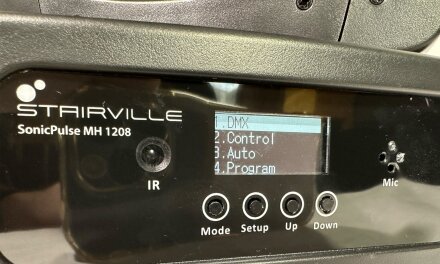 STAIRVILLE
SonicPulse MH 1208
1.DMX
2.Control
3.Auto
4.Program
IR
Mic
Mode Setup Up Down